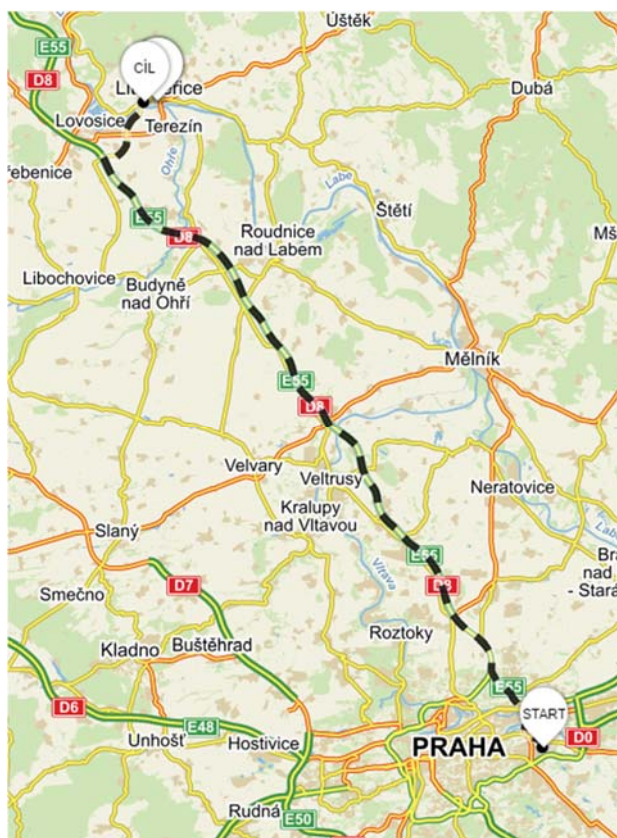 Úštěk
E55
D8
CÍL
Dubá
Lovosice
Terezín
Ohře
Labe
Štětí
E55
D8
Roudnice
nad Labem
Libochovice
Budyně
nad Ohří
Mělník
E55
D8
Velvary
Veltrusy
Neratovice
Kralupy
nad Vltavou
Slaný
Labe
E55
Vltava
D8
nad
- Stará
D7
Smečno
Roztoky
Kladno
Buštěhrad
E55
D6
START
E48
Unhošť
Hostivice
PRAHA
D0
Rudná
E50